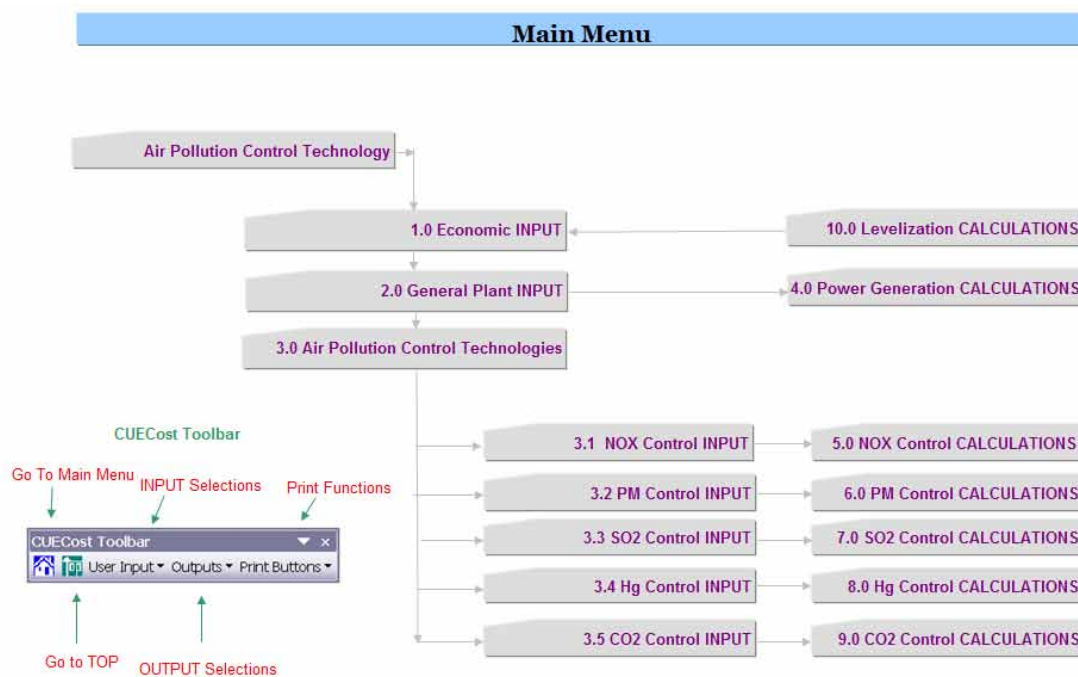 Main Menu
Air Pollution Control Technology
1.0 Economic INPUT
10.0 Levelization CALCULATIONS
2.0 General Plant INPUT
4.0 Power Generation CALCULATIONS
3.0 Air Pollution Control Technologies
3.1 NOX Control INPUT
5.0 NOX Control CALCULATIONS
3.2 PM Control INPUT
6.0 PM Control CALCULATIONS
3.3 SO2 Control INPUT
7.0 SO2 Control CALCULATIONS
3.4 Hg Control INPUT
8.0 Hg Control CALCULATIONS
3.5 CO2 Control INPUT
9.0 CO2 Control CALCULATIONS
CUECost Toolbar
Go To Main Menu
INPUT Selections
Print Functions
CUECost Toolbar
Top User Input Outputs Print Buttons
Go to TOP
OUTPUT Selections